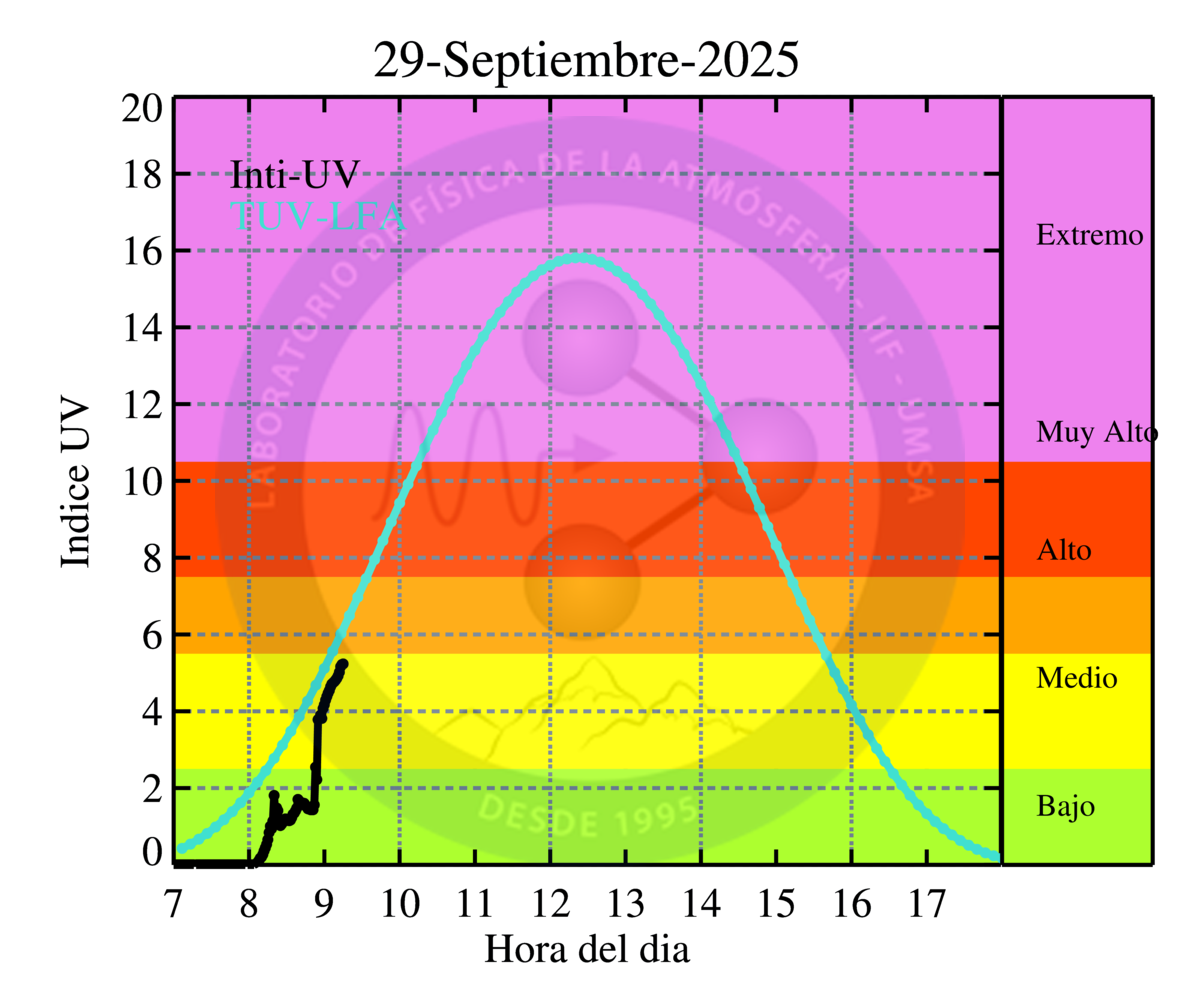 29-Septiembre-2025
Inti-UV
TUV-LFA
LABORATORIO DE FÍSICA DE LA ATMÓSFERA - IIF - UMSA
DESDE 1995
Indice UV
20
18
16
14
12
10
8
6
4
2
0
Extremo
Muy Alto
Alto
Medio
Bajo
7 8 9 10 11 12 13 14 15 16 17
Hora del dia